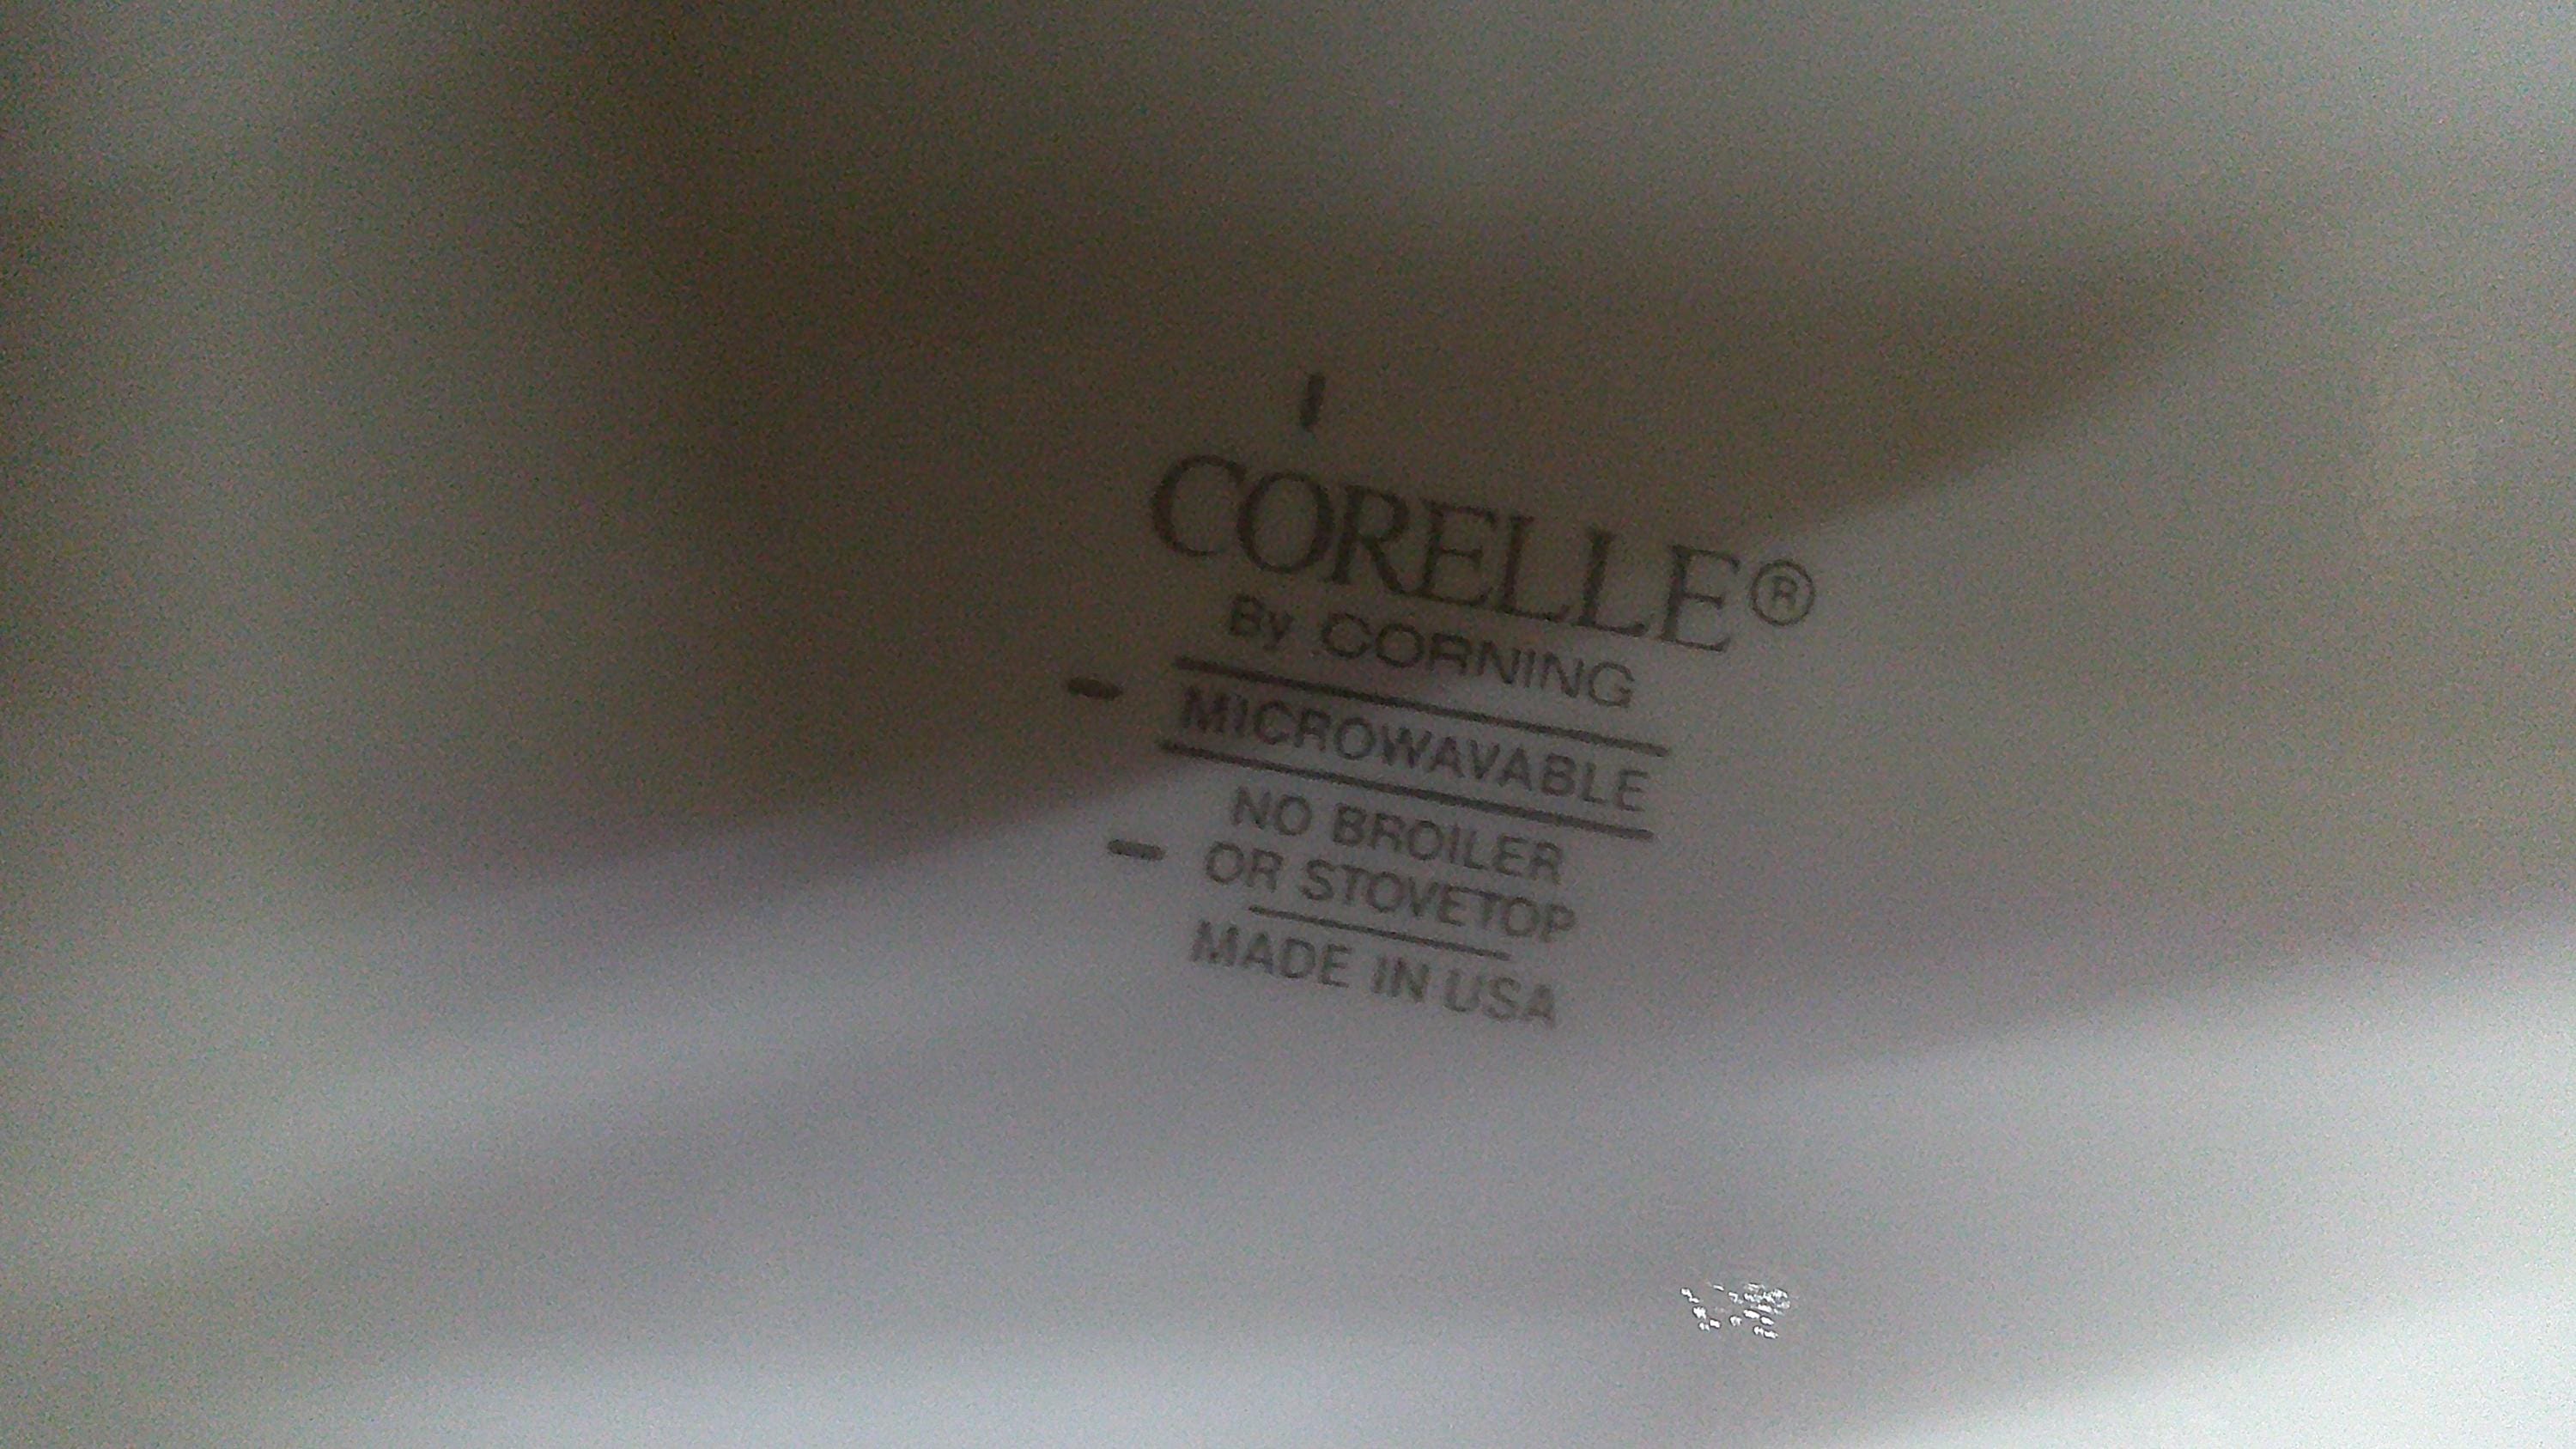 CORELLE®
By CORNING
MICROWAVABLE
NO BROILER
OR STOVETOP
MADE IN USA